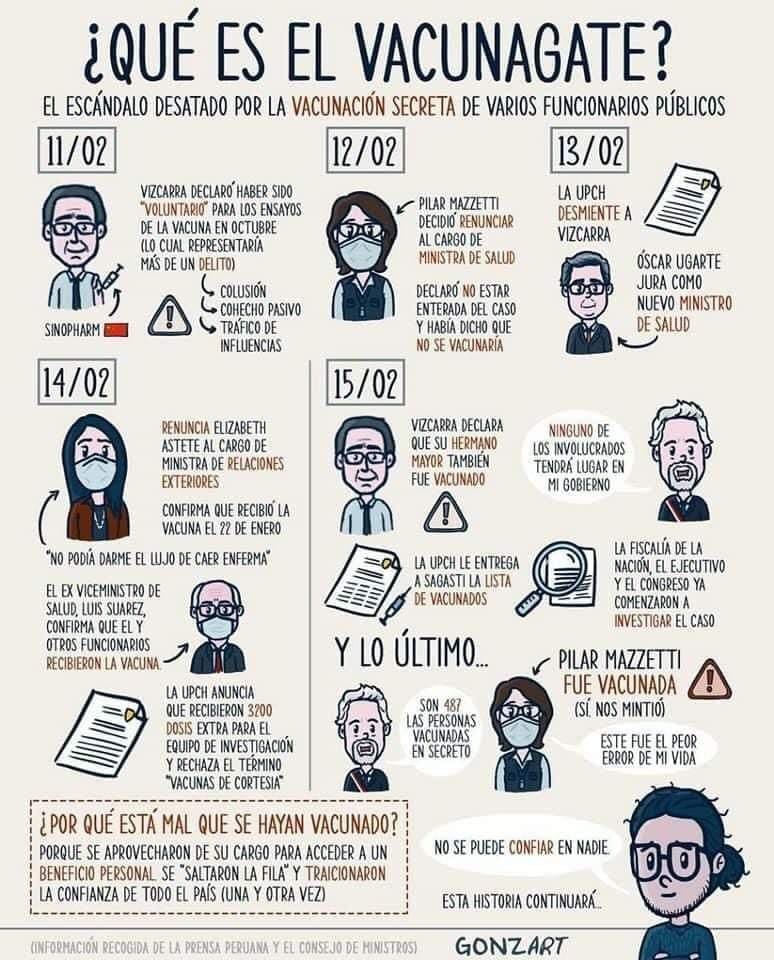 ¿QUÉ ES EL VACUNAGATE?
EL ESCÁNDALO DESATADO POR LA VACUNACIÓN SECRETA DE VARIOS FUNCIONARIOS PÚBLICOS
11/02
VIZCARRA DECLARÓ HABER SIDO
"VOLUNTARIO" PARA LOS ENSAYOS
DE LA VACUNA EN OCTUBRE
(LO CUAL REPRESENTARÍA
MÁS DE UN DELITO)
COLUSIÓN
COHECHO PASIVO
TRÁFICO DE
INFLUENCIAS
SINOPHARM
12/02
PILAR MAZZETTI
DECIDIÓ RENUNCIAR
AL CARGO DE
MINISTRA DE SALUD
DECLARÓ NO ESTAR
ENTERADA DEL CASO
Y HABÍA DICHO QUE
NO SE VACUNARÍA
13/02
LA UPCH
DESMIENTE A
VIZCARRA
ÓSCAR UGARTE
JURA COMO
NUEVO MINISTRO
DE SALUD
14/02
RENUNCIA ELIZABETH
ASTETE AL CARGO DE
MINISTRA DE RELACIONES
EXTERIORES
CONFIRMA QUE RECIBIÓ LA
VACUNA EL 22 DE ENERO
"NO PODÍA DARME EL LUJO DE CAER ENFERMA"
EL EX VICEMINISTRO DE
SALUD, LUIS SUAREZ,
CONFIRMA QUE EL Y
OTROS FUNCIONARIOS
RECIBIERON LA VACUNA.
LA UPCH ANUNCIA
QUE RECIBIERON 3200
DOSIS EXTRA PARA EL
EQUIPO DE INVESTIGACIÓN
Y RECHAZA EL TÉRMINO
"VACUNAS DE CORTESÍA"
15/02
VIZCARRA DECLARA
QUE SU HERMANO
MAYOR TAMBIÉN
FUE VACUNADO
NINGUNO DE
LOS INVOLUCRADOS
TENDRÁ LUGAR EN
MI GOBIERNO
LA UPCH LE ENTREGA
A SAGASTI LA LISTA
DE VACUNADOS
LA FISCALÍA DE LA
NACIÓN, EL EJECUTIVO
Y EL CONGRESO YA
COMENZARON A
INVESTIGAR EL CASO
Y LO ÚLTIMO...
SON 487
LAS PERSONAS
VACUNADAS
EN SECRETO
PILAR MAZZETTI
FUE VACUNADA
(SÍ, NOS MINTIÓ)
ESTE FUE EL PEOR
ERROR DE MI VIDA
¿POR QUÉ ESTÁ MAL QUE SE HAYAN VACUNADO?
PORQUE SE APROVECHARON DE SU CARGO PARA ACCEDER A UN
BENEFICIO PERSONAL. SE "SALTARON LA FILA" Y TRAICIONARON
LA CONFIANZA DE TODO EL PAÍS (UNA Y OTRA VEZ)
NO SE PUEDE CONFIAR EN NADIE.
ESTA HISTORIA CONTINUARÁ...
(INFORMACIÓN RECOGIDA DE LA PRENSA PERUANA Y EL CONSEJO DE MINISTROS)
GONZART